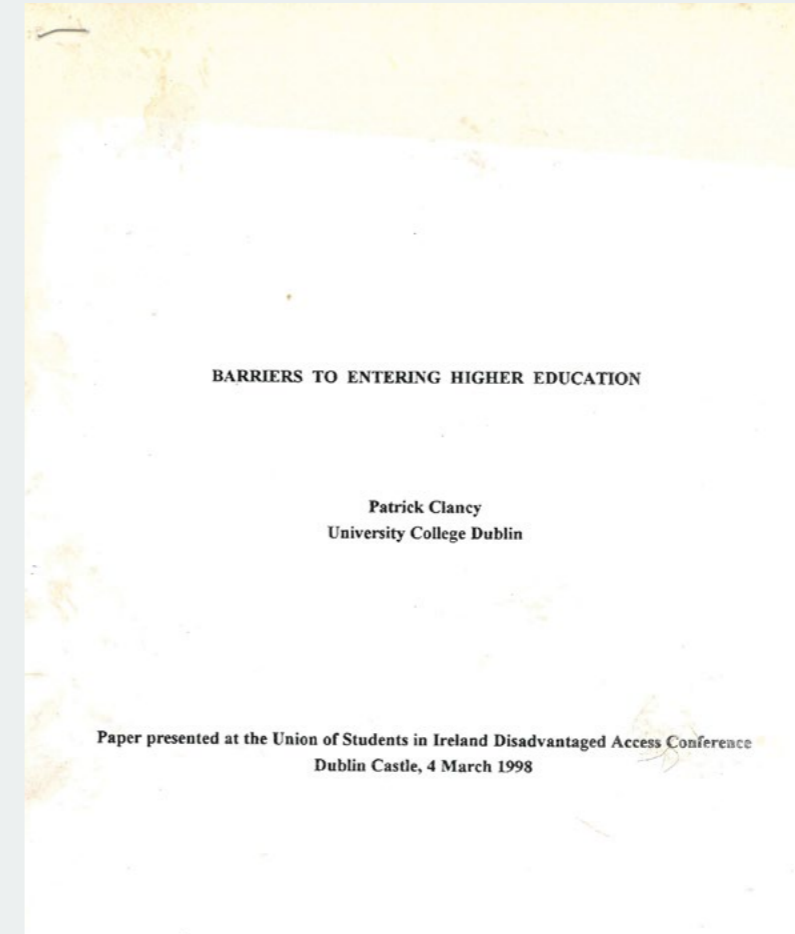 BARRIERS TO ENTERING HIGHER EDUCATION
Patrick Clancy
University College Dublin
Paper presented at the Union of Students in Ireland Disadvantaged Access Conference
Dublin Castle, 4 March 1998